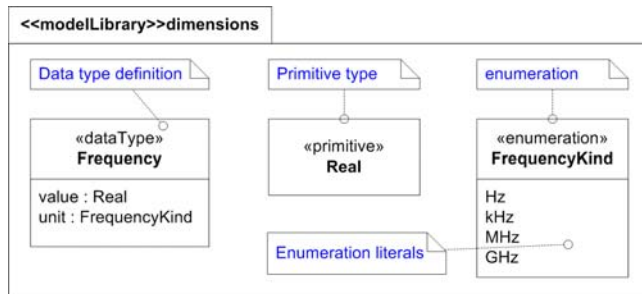 <<modelLibrary>>dimensions
Data type definition
Primitive type
enumeration
«dataType»
Frequency
value : Real
unit : FrequencyKind
«primitive»
Real
«enumeration»
FrequencyKind
Hz
kHz
MHz
GHz
Enumeration literals